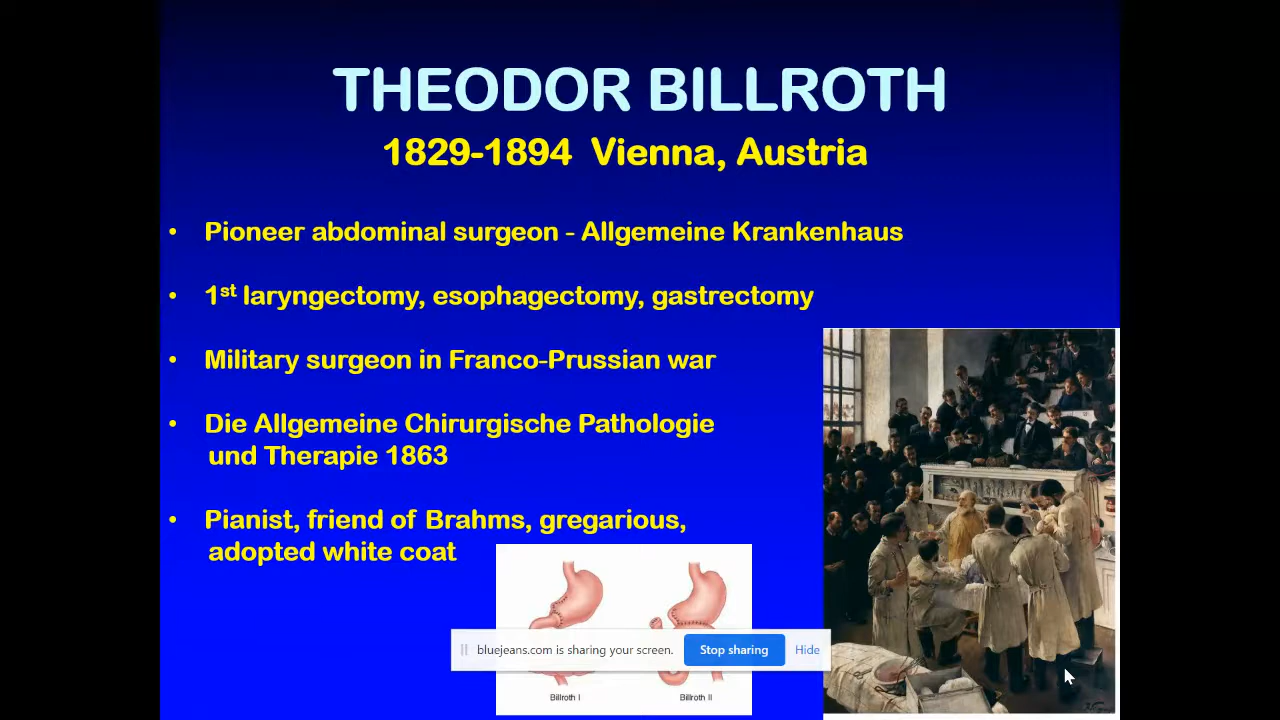 THEODOR BILLROTH
1829-1894 Vienna, Austria
• Pioneer abdominal surgeon - Allgemeine Krankenhaus
• 1st laryngectomy, esophagectomy, gastrectomy
• Military surgeon in Franco-Prussian war
• Die Allgemeine Chirurgische Pathologie
und Therapie 1863
• Pianist, friend of Brahms, gregarious,
adopted white coat
bluejeans.com is sharing your screen. Stop sharing Hide
Billroth I Billroth II